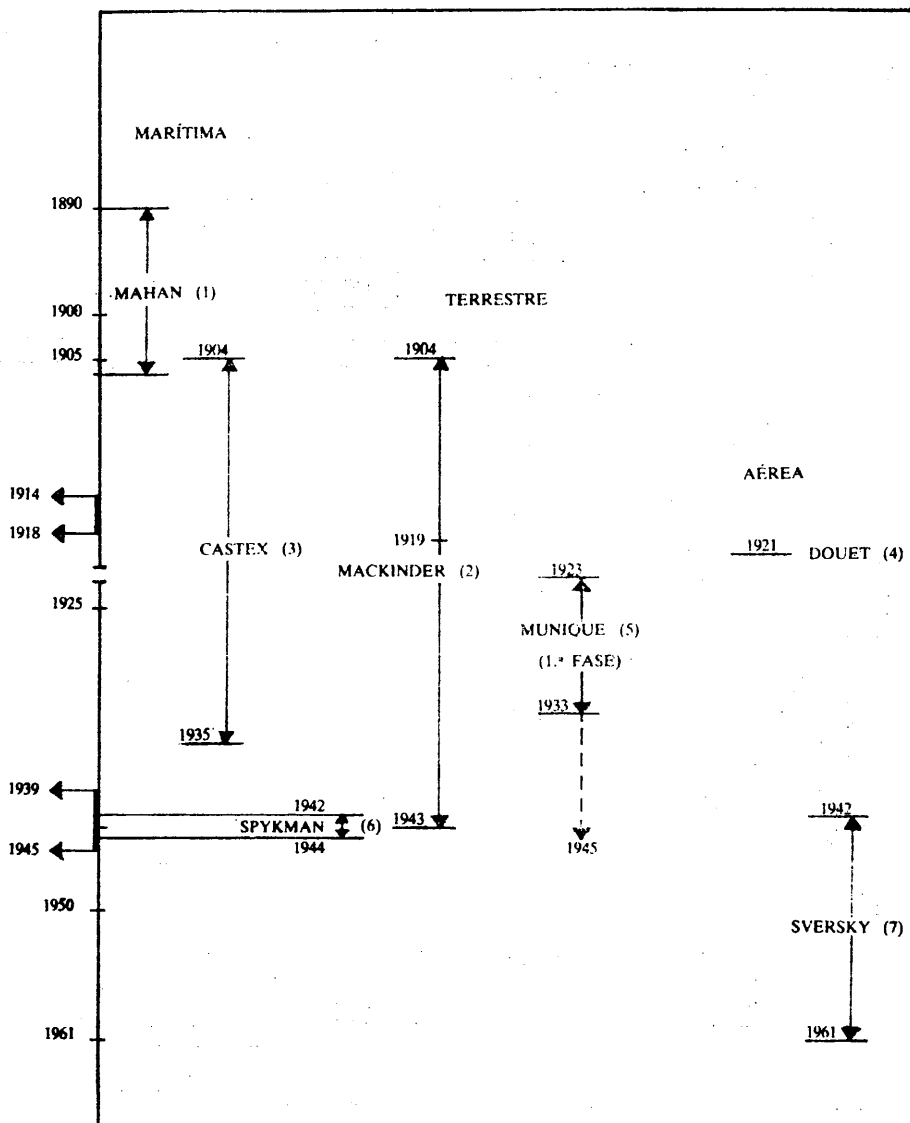 MARÍTIMA
1890
MAHAN (1)
TERRESTRE
1900
1904
1904
1905
AÉREA
1914
1918
1919
1921
DOUET (4)
CASTEX (3)
MACKINDER (2)
1923
1925
MUNIQUE (5)
(1.ª FASE)
1933
1935
1939
1942
1942
SPYKMAN (6)
1943
1944
1945
1945
1950
SVERSKY (7)
1961
1961